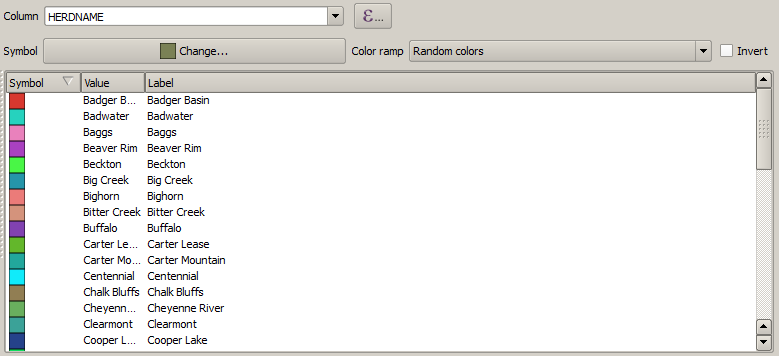 Column HERDNAME ε...
Symbol Change... Color ramp Random colors Invert
Symbol Value Label
Badger B... Badger Basin
Badwater Badwater
Baggs Baggs
Beaver Rim Beaver Rim
Beckton Beckton
Big Creek Big Creek
Bighorn Bighorn
Bitter Creek Bitter Creek
Buffalo Buffalo
Carter Le... Carter Lease
Carter Mo... Carter Mountain
Centennial Centennial
Chalk Bluffs Chalk Bluffs
Cheyenn... Cheyenne River
Clearmont Clearmont
Cooper L... Cooper Lake